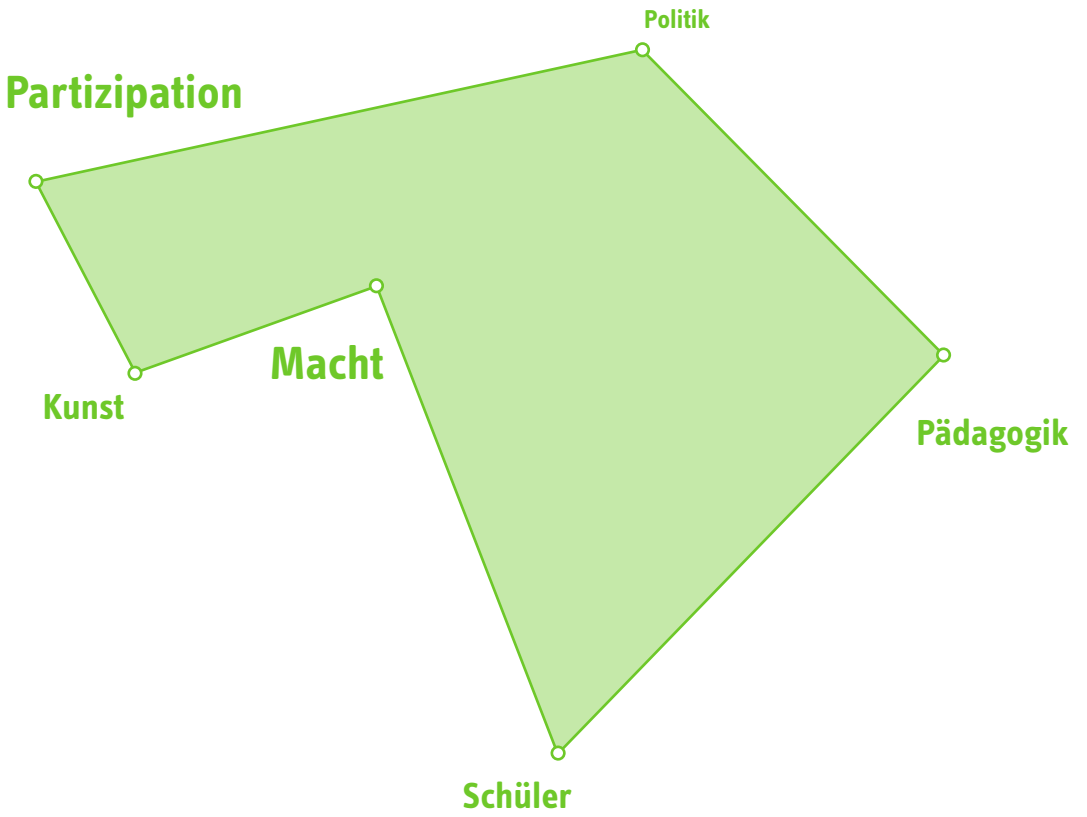 Politik
Partizipation
Macht
Kunst
Pädagogik
Schüler